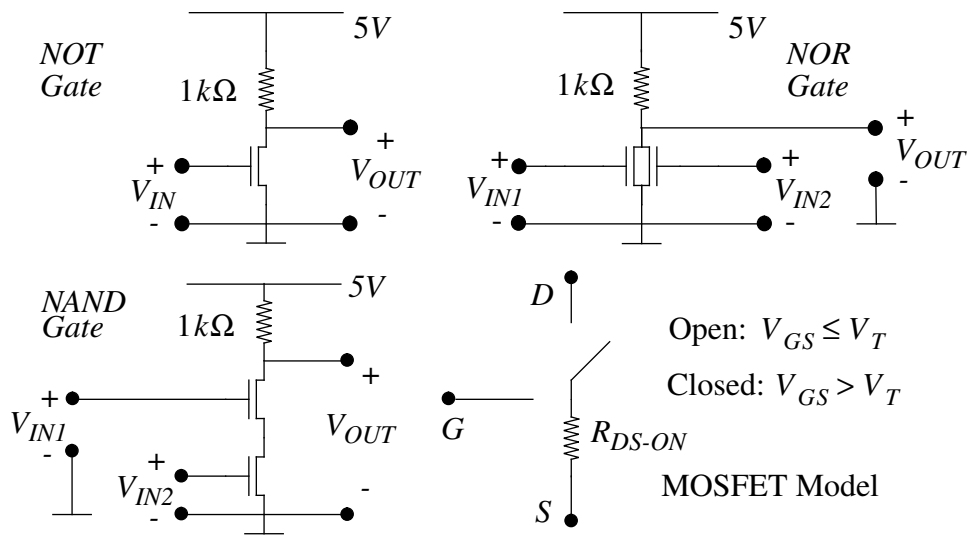 NOT
Gate
5V
1kΩ
+
V_OUT
-
+
V_IN
-
NOR
Gate
5V
1kΩ
+
V_OUT
-
+
V_IN1
-
+
V_IN2
-
NAND
Gate
5V
1kΩ
+
V_OUT
-
+
V_IN1
-
+
V_IN2
-
D
G
R_DS-ON
S
Open: V_GS ≤ V_T
Closed: V_GS > V_T
MOSFET Model